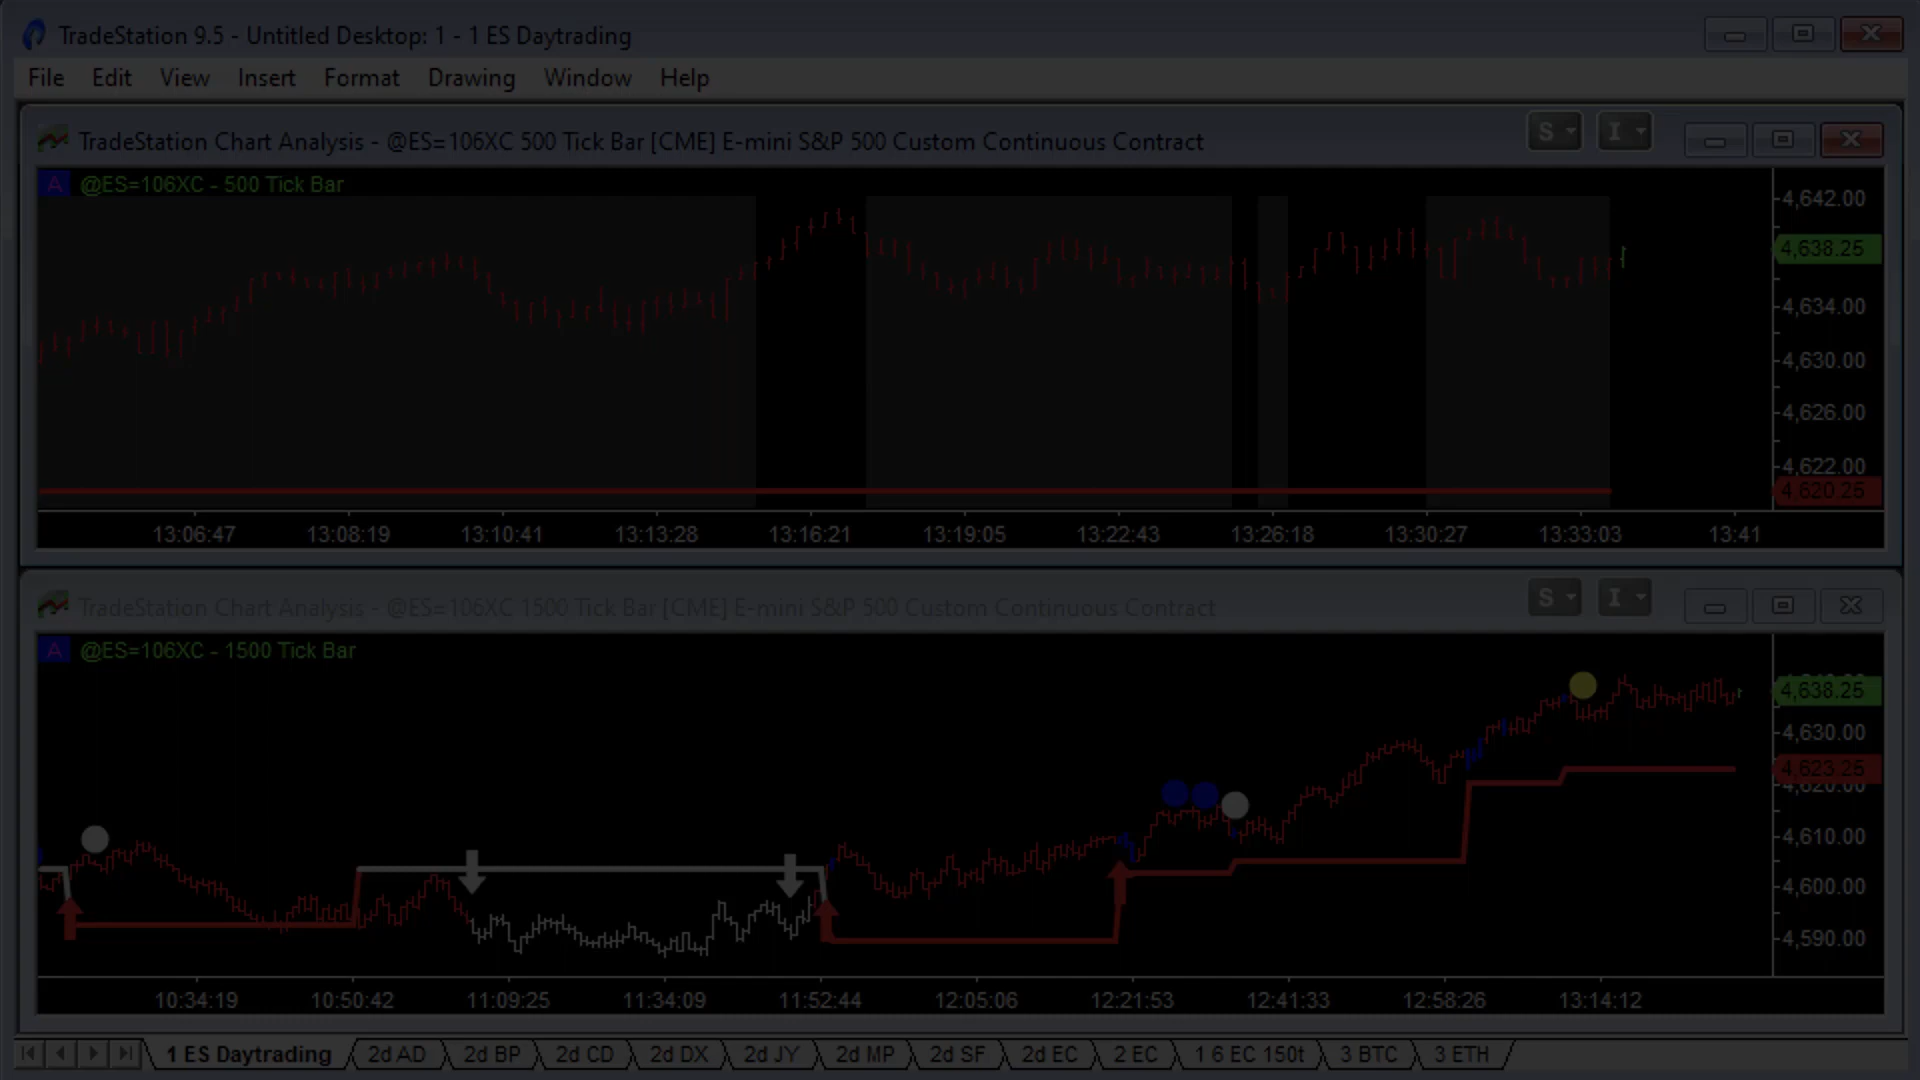 TradeStation 9.5 - Untitled Desktop: 1 - 1 ES Daytrading
File Edit View Insert Format Drawing Window Help
TradeStation Chart Analysis - @ES=106XC 500 Tick Bar [CME] E-mini S&P 500 Custom Continuous Contract
S I
A @ES=106XC - 500 Tick Bar
4,642.00
4,638.25
4,634.00
4,630.00
4,626.00
4,622.00
4,620.25
13:06:47 13:08:19 13:10:41 13:13:28 13:16:21 13:19:05 13:22:43 13:26:18 13:30:27 13:33:03 13:41
TradeStation Chart Analysis - @ES=106XC 1500 Tick Bar [CME] E-mini S&P 500 Custom Continuous Contract
S I
A @ES=106XC - 1500 Tick Bar
4,638.25
4,630.00
4,623.25
4,620.00
4,610.00
4,600.00
4,590.00
10:34:19 10:50:42 11:09:25 11:34:09 11:52:44 12:05:06 12:21:53 12:41:33 12:58:26 13:14:12
1 ES Daytrading 2d AD 2d BP 2d CD 2d DX 2d JY 2d MP 2d SF 2d EC 2 EC 1 6 EC 150t 3 BTC 3 ETH